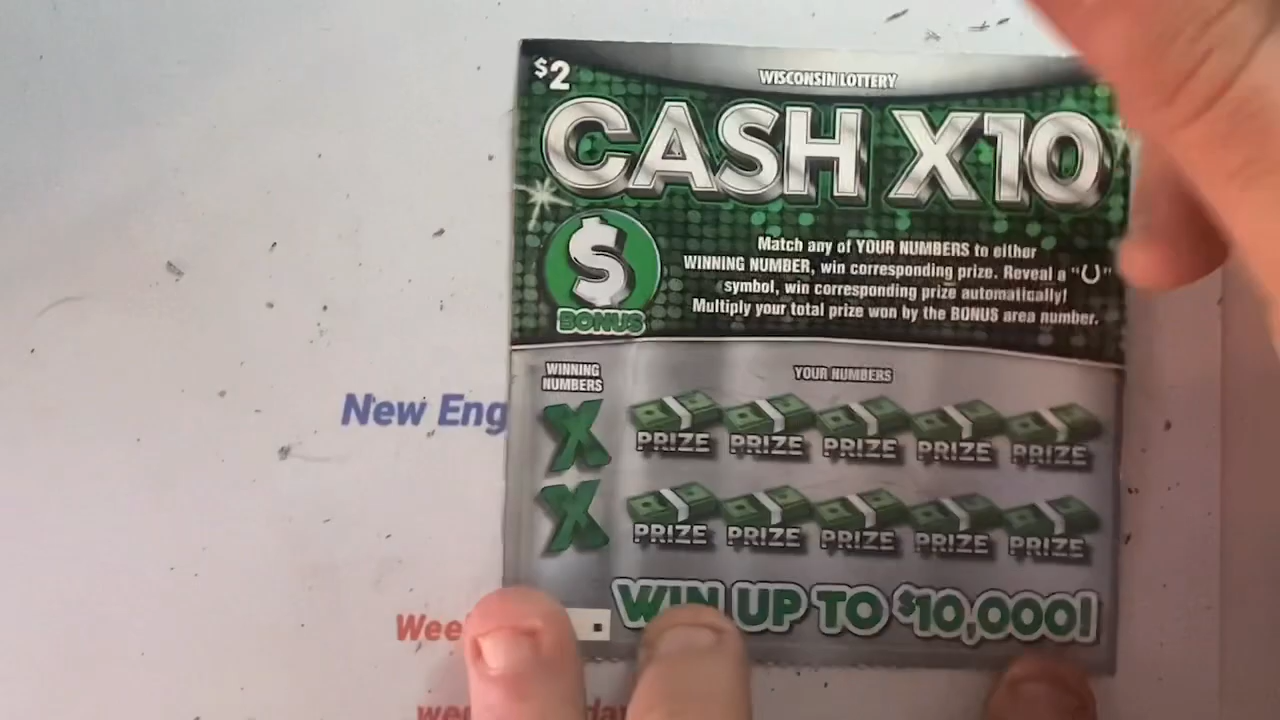 $2
WISCONSIN LOTTERY
CASH X10
$
BONUS
Match any of YOUR NUMBERS to either
WINNING NUMBER, win corresponding prize. Reveal a "
"
symbol, win corresponding prize automatically!
Multiply your total prize won by the BONUS area number.
WINNING
NUMBERS
YOUR NUMBERS
X
PRIZE PRIZE PRIZE PRIZE PRIZE
X
PRIZE PRIZE PRIZE PRIZE PRIZE
WIN UP TO $10,000!
New Eng
Wee